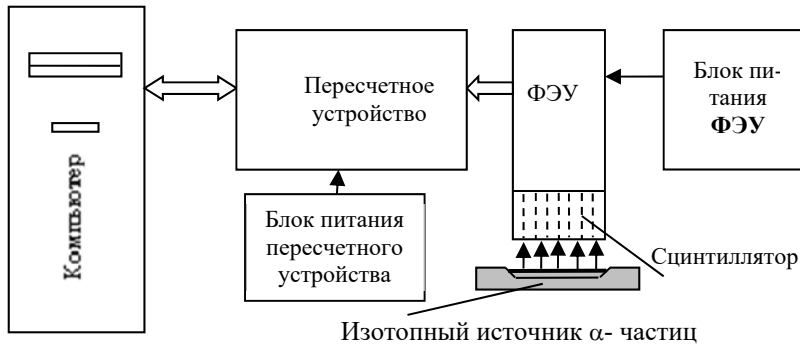 Компьютер
Пересчетное
устройство
ФЭУ
Блок пи-
тания
ФЭУ
Блок питания
пересчетного
устройства
Сцинтиллятор
Изотопный источник α- частиц